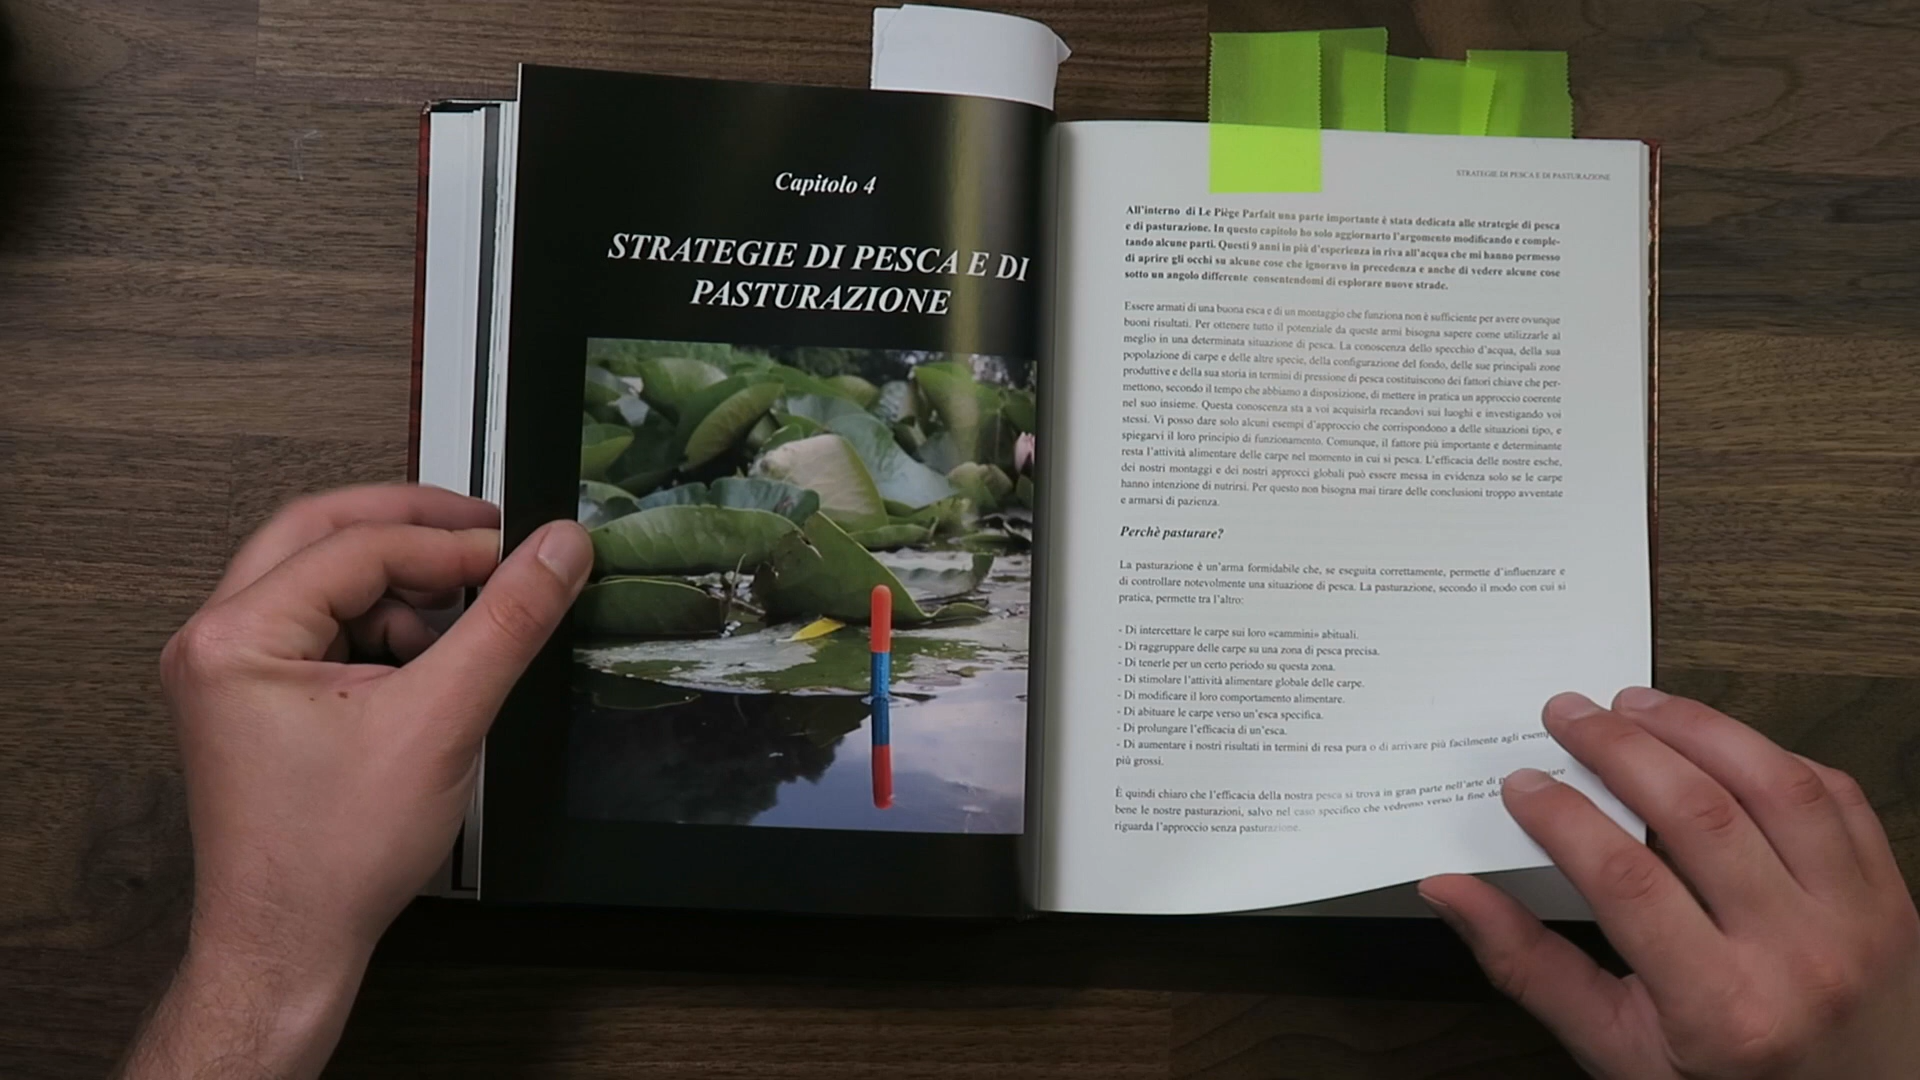 Capitolo 4
STRATEGIE DI PESCA E DI
PASTURAZIONE
STRATEGIE DI PESCA E DI PASTURAZIONE
All'interno di Le Piège Parfait una parte importante è stata dedicata alle strategie di pesca
e di pasturazione. In questo capitolo ho solo aggiornarto l'argomento modificando e comple-
tando alcune parti. Questi 9 anni in più d'esperienza in riva all'acqua che mi hanno permesso
di aprire gli occhi su alcune cose che ignoravo in precedenza e anche di vedere alcune cose
sotto un angolo differente consentendomi di esplorare nuove strade.
Essere armati di una buona esca e di un montaggio che funziona non è sufficiente per avere ovunque
buoni risultati. Per ottenere tutto il potenziale da queste armi bisogna sapere come utilizzarle al
meglio in una determinata situazione di pesca. La conoscenza dello specchio d'acqua, della sua
popolazione di carpe e delle altre specie, della configurazione del fondo, delle sue principali zone
produttive e della sua storia in termini di pressione di pesca costituiscono dei fattori chiave che per-
mettono, secondo il tempo che abbiamo a disposizione, di mettere in pratica un approccio coerente
nel suo insieme. Questa conoscenza sta a voi acquisirla recandovi sui luoghi e investigando voi
stessi. Vi posso dare solo alcuni esempi d'approccio che corrispondono a delle situazioni tipo, e
spiegarvi il loro principio di funzionamento. Comunque, il fattore più importante e determinante
resta l'attività alimentare delle carpe nel momento in cui si pesca. L'efficacia delle nostre esche,
dei nostri montaggi e dei nostri approcci globali può essere messa in evidenza solo se le carpe
hanno intenzione di nutrirsi. Per questo non bisogna mai tirare delle conclusioni troppo avventate
e armarsi di pazienza.
Perchè pasturare?
La pasturazione è un'arma formidabile che, se eseguita correttamente, permette d'influenzare e
di controllare notevolmente una situazione di pesca. La pasturazione, secondo il modo con cui si
pratica, permette tra l'altro:
- Di intercettare le carpe sui loro «cammini» abituali.
- Di raggruppare delle carpe su una zona di pesca precisa.
- Di tenerle per un certo periodo su questa zona.
- Di stimolare l'attività alimentare globale delle carpe.
- Di modificare il loro comportamento alimentare.
- Di abituare le carpe verso un'esca specifica.
- Di prolungare l'efficacia di un'esca.
- Di aumentare i nostri risultati in termini di resa pura o di arrivare più facilmente agli
più grossi.
È quindi chiaro che l'efficacia della nostra pesca si trova in gran parte nell'arte di
bene le nostre pasturazioni, salvo nel caso specifico che vedremo verso la fine
riguarda l'approccio senza pasturazione.